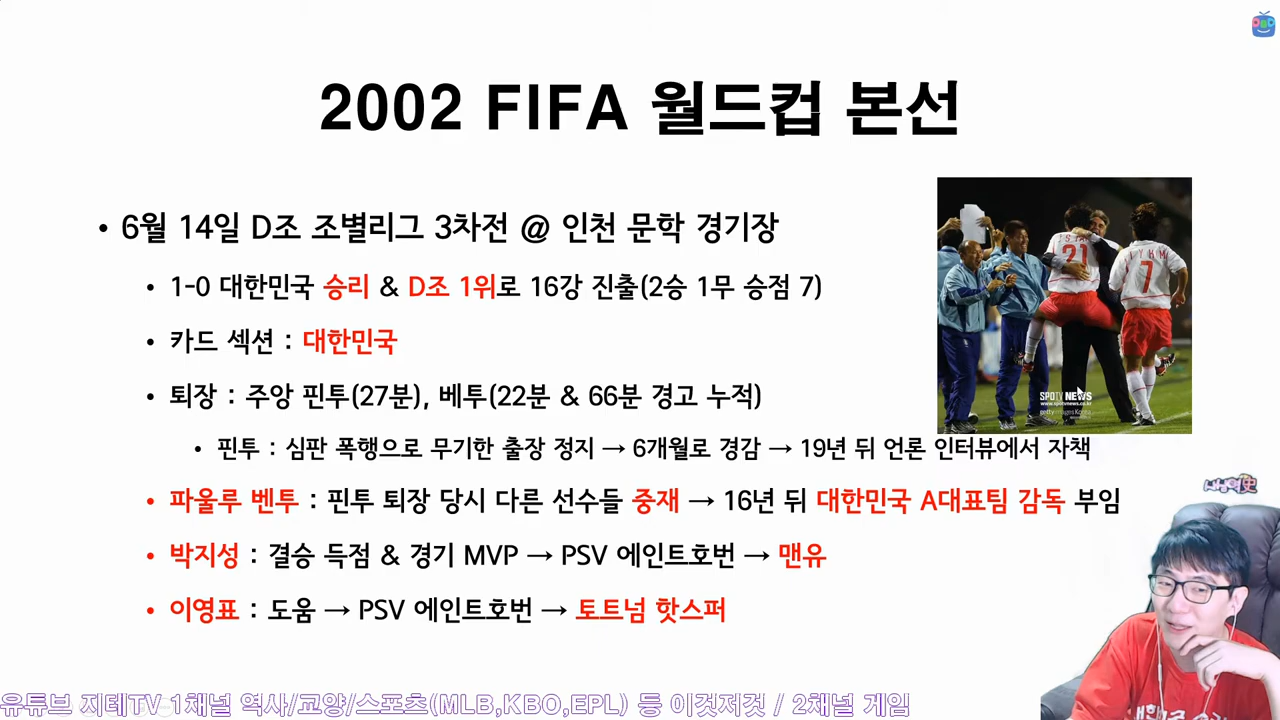 2002 FIFA 월드컵 본선
• 6월 14일 D조 조별리그 3차전 @ 인천 문학 경기장
• 1-0 대한민국 승리 & D조 1위로 16강 진출(2승 1무 승점 7)
• 카드 섹션 : 대한민국
• 퇴장 : 주앙 핀투(27분), 베투(22분 & 66분 경고 누적)
• 핀투 : 심판 폭행으로 무기한 출장 정지 → 6개월로 경감 → 19년 뒤 언론 인터뷰에서 자책
• 파울루 벤투 : 핀투 퇴장 당시 다른 선수들 중재 → 16년 뒤 대한민국 A대표팀 감독 부임
• 박지성 : 결승 득점 & 경기 MVP → PSV 에인트호번 → 맨유
• 이영표 : 도움 → PSV 에인트호번 → 토트넘 핫스퍼
21
7
SPOTV NEWS
www.spotvnews.co.kr
gettyimages Korea
유튜브 지테TV 1채널 역사/교양/스포츠(MLB,KBO,EPL) 등 이것저것 / 2채널 게임